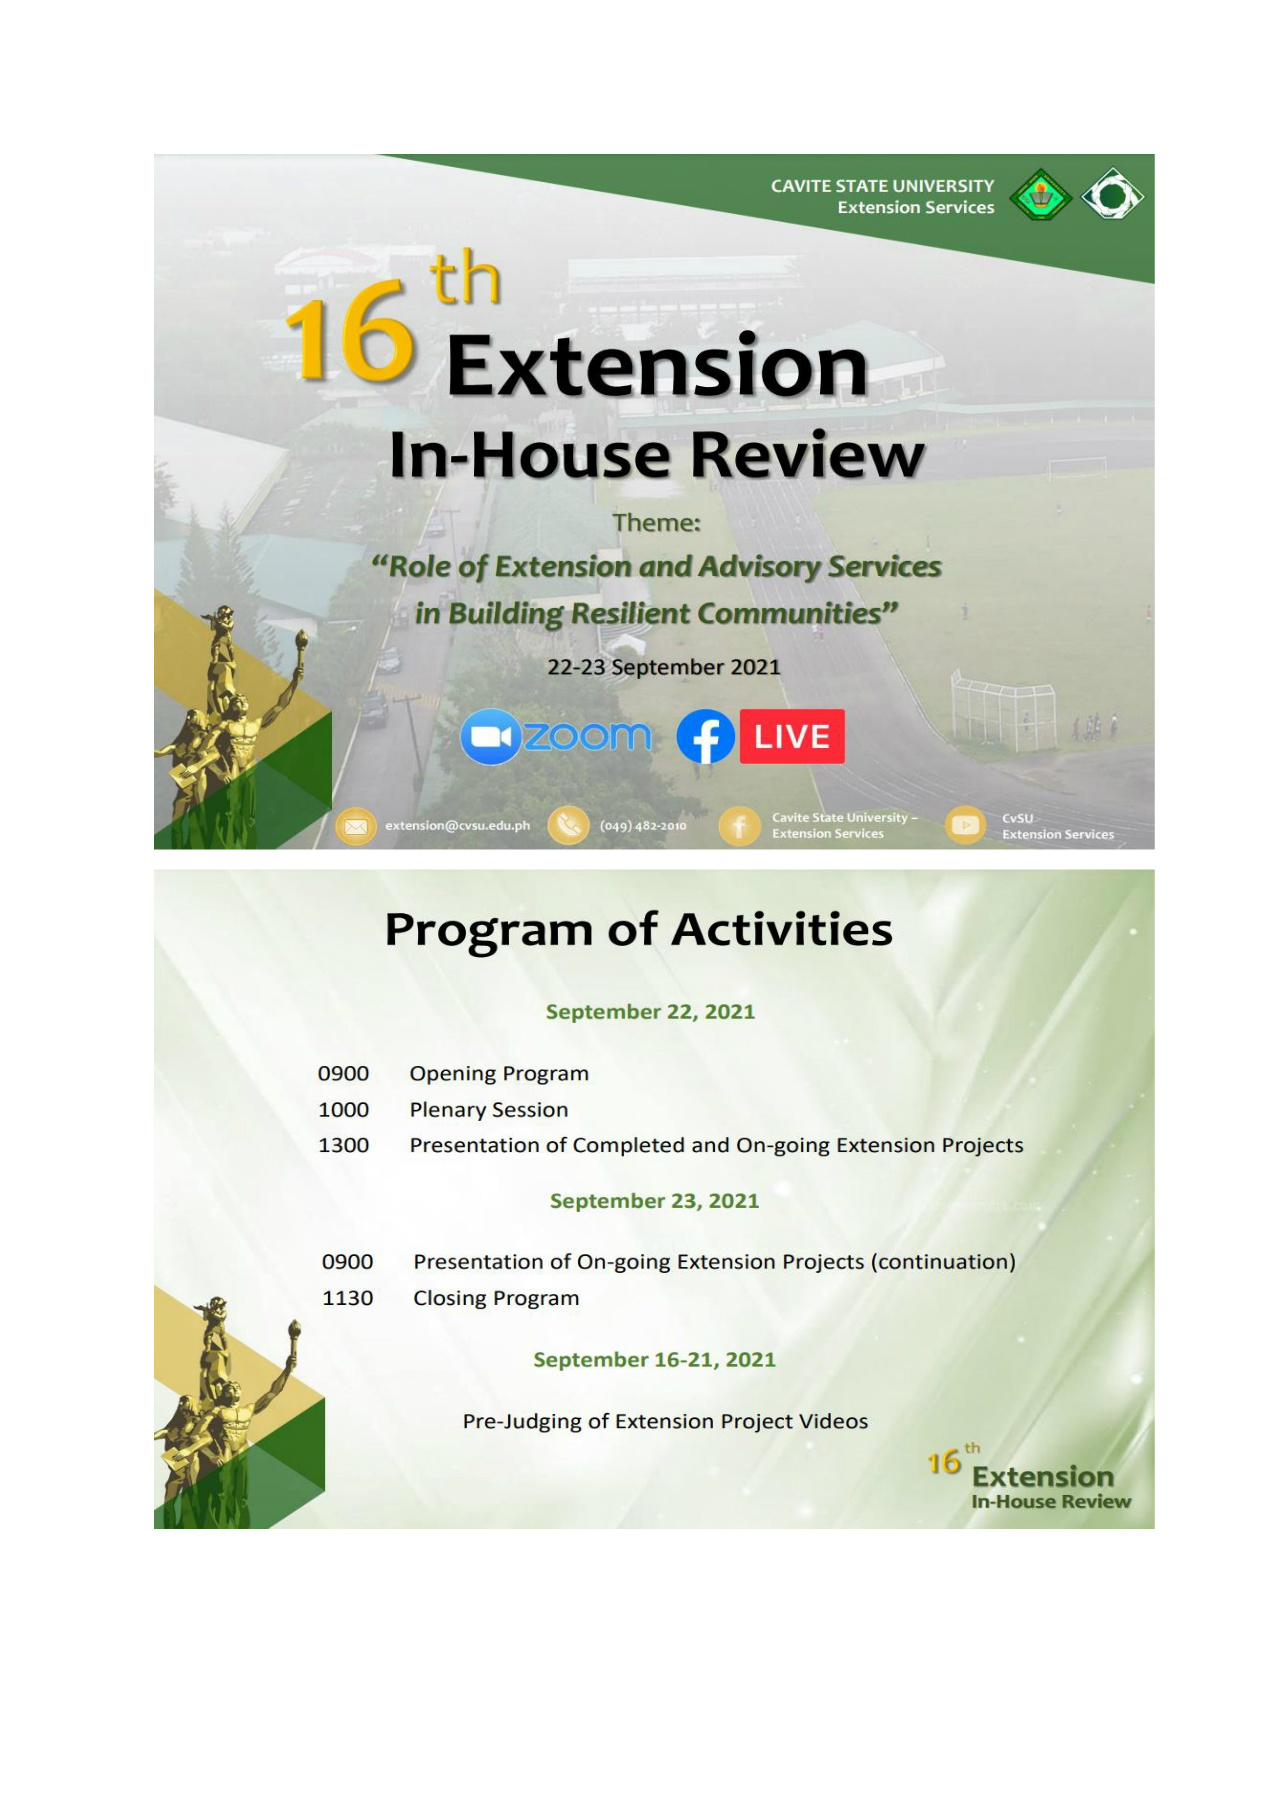 CAVITE STATE UNIVERSITY
Extension Services
16th
Extension
In-House Review
Theme:
“Role of Extension and Advisory Services
in Building Resilient Communities”
22-23 September 2021
zoom f LIVE
extension@cvsu.edu.ph
(049) 482-2010
Cavite State University –
Extension Services
CvSU
Extension Services
Program of Activities
September 22, 2021
0900 Opening Program
1000 Plenary Session
1300 Presentation of Completed and On-going Extension Projects
September 23, 2021
0900 Presentation of On-going Extension Projects (continuation)
1130 Closing Program
September 16-21, 2021
Pre-Judging of Extension Project Videos
16th
Extension
In-House Review